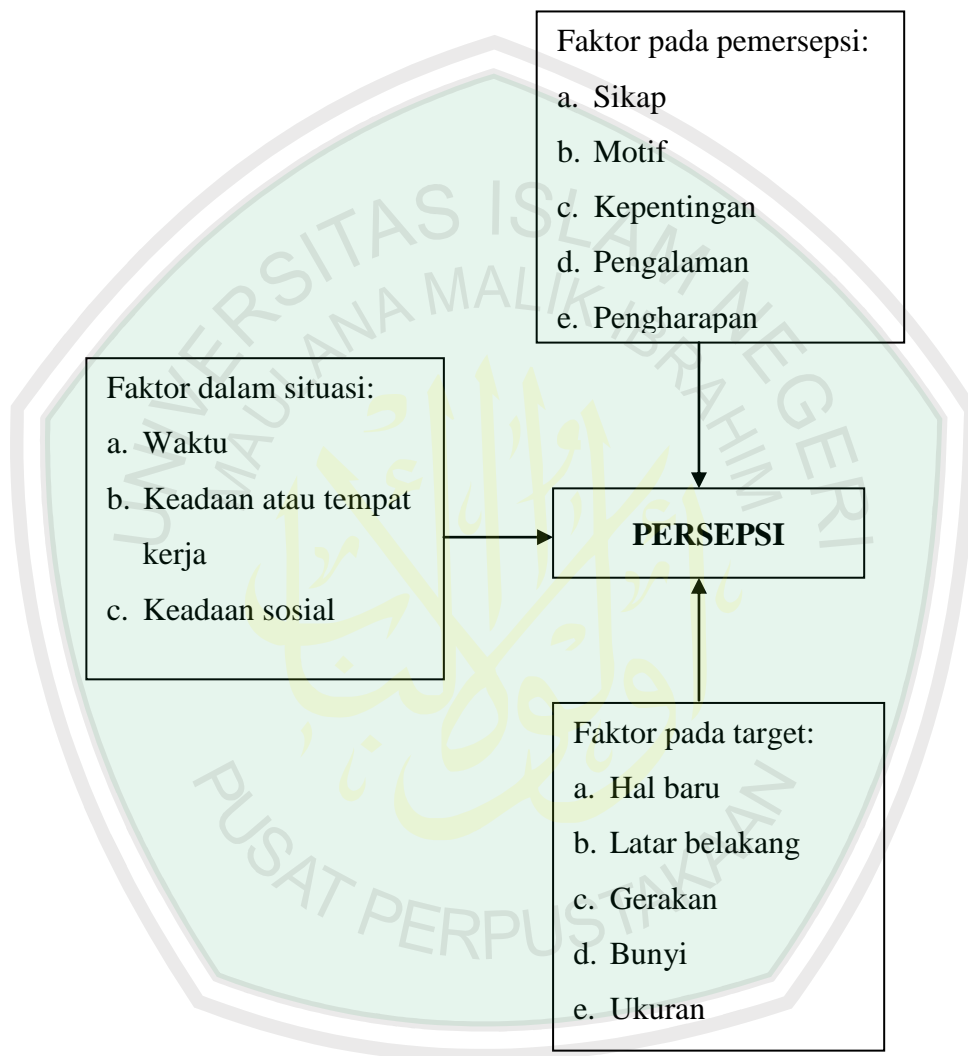 Faktor pada pemersepsi:
a. Sikap
b. Motif
c. Kepentingan
d. Pengalaman
e. Pengharapan
Faktor dalam situasi:
a. Waktu
b. Keadaan atau tempat
kerja
c. Keadaan sosial
PERSEPSI
Faktor pada target:
a. Hal baru
b. Latar belakang
c. Gerakan
d. Bunyi
e. Ukuran
UNIVERSITAS ISLAM NEGERI
MAULANA MALIK IBRAHIM
PUSAT PERPUSTAKAAN